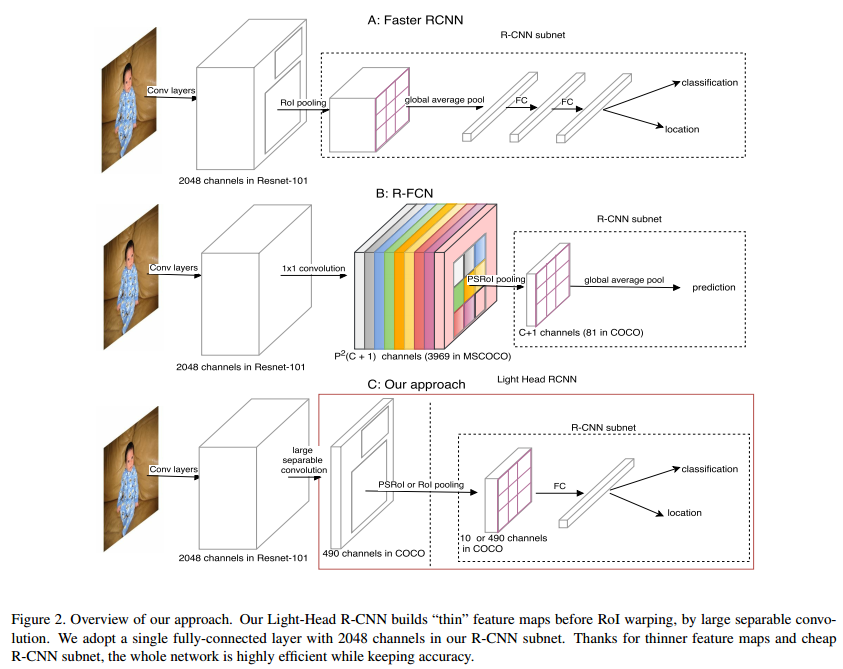 A: Faster RCNN
R-CNN subnet
Conv layers
RoI pooling
global average pool
FC
FC
classification
location
2048 channels in Resnet-101
B: R-FCN
R-CNN subnet
Conv layers
1x1 convolution
PSRoI pooling
global average pool
prediction
C+1 channels (81 in COCO)
P²(C + 1) channels (3969 in MSCOCO)
2048 channels in Resnet-101
C: Our approach
Light Head RCNN
R-CNN subnet
Conv layers
large
separable
convolution
PSRoI or RoI pooling
FC
classification
location
10 or 490 channels
in COCO
490 channels in COCO
2048 channels in Resnet-101
Figure 2. Overview of our approach. Our Light-Head R-CNN builds “thin” feature maps before RoI warping, by large separable convo-
lution. We adopt a single fully-connected layer with 2048 channels in our R-CNN subnet. Thanks for thinner feature maps and cheap
R-CNN subnet, the whole network is highly efficient while keeping accuracy.